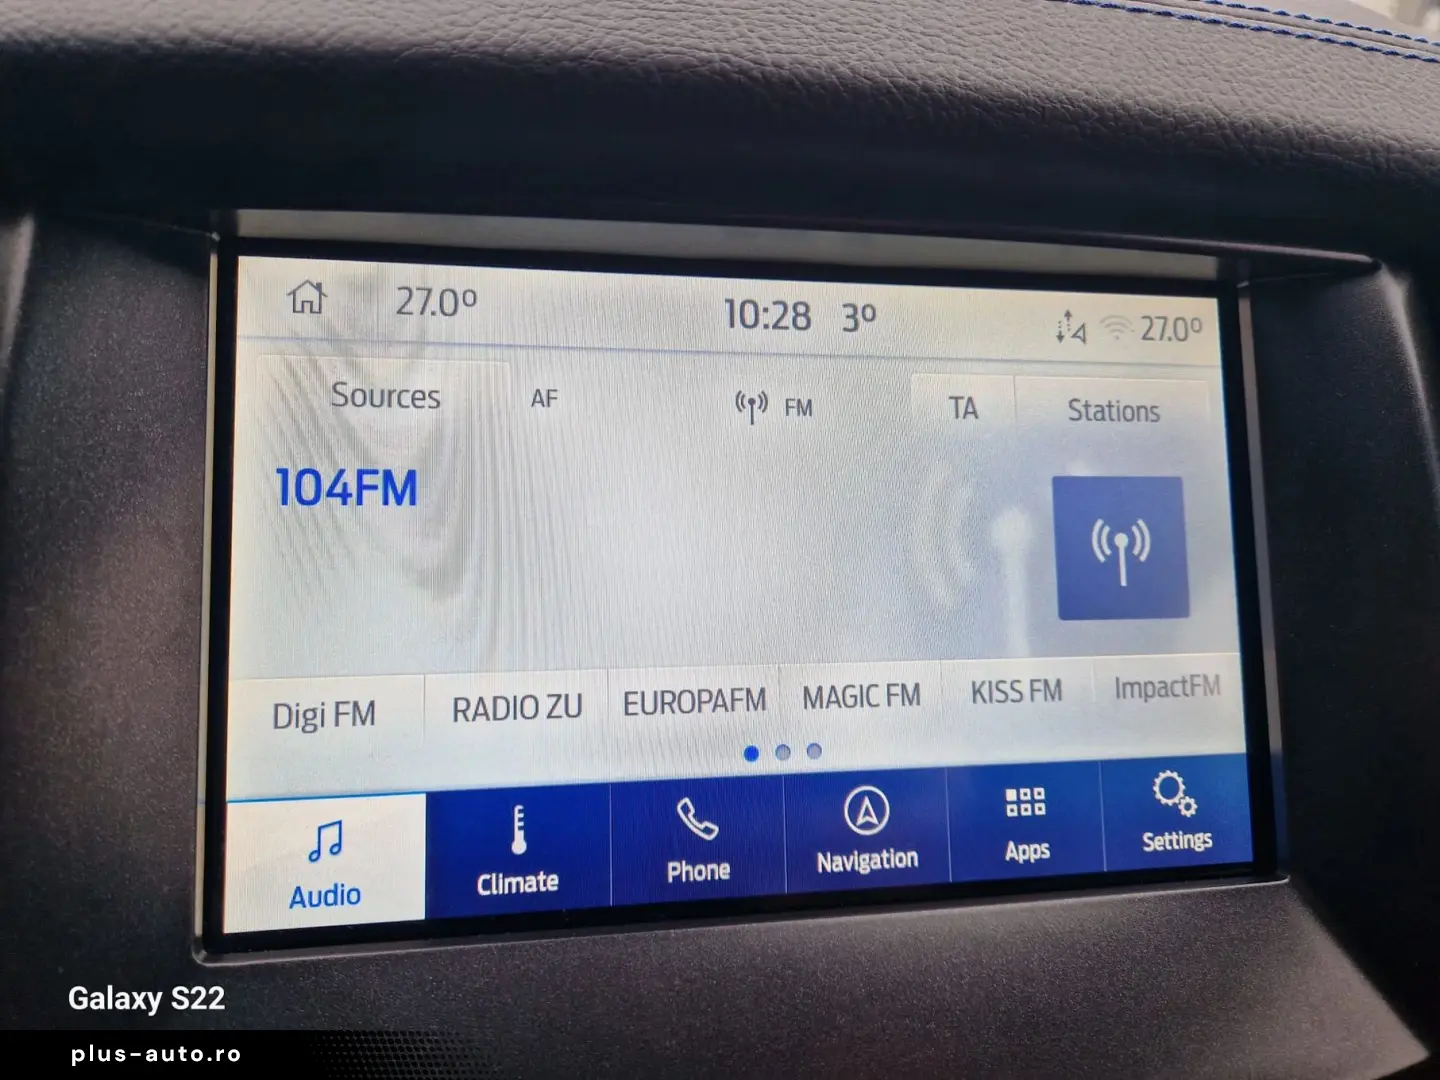 27.0º 10:28 3º 27.0º
Sources AF FM TA Stations
104FM
Digi FM RADIO ZU EUROPAFM MAGIC FM KISS FM ImpactFM
Audio Climate Phone Navigation Apps Settings
Galaxy S22
plus-auto.ro